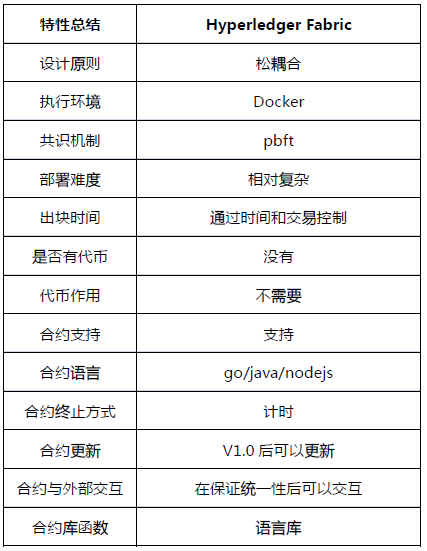 特性总结 Hyperledger Fabric
设计原则 松耦合
执行环境 Docker
共识机制 pbft
部署难度 相对复杂
出块时间 通过时间和交易控制
是否有代币 没有
代币作用 不需要
合约支持 支持
合约语言 go/java/nodejs
合约终止方式 计时
合约更新 V1.0 后可以更新
合约与外部交互 在保证统一性后可以交互
合约库函数 语言库